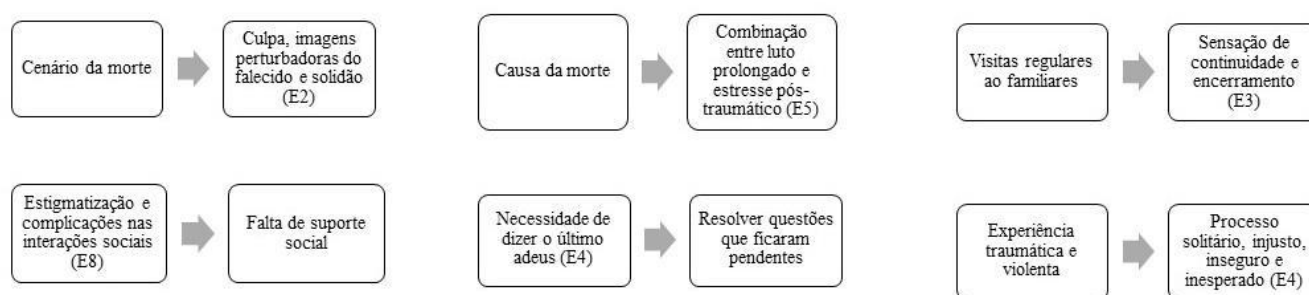 Cenário da morte
Culpa, imagens
perturbadoras do
falecido e solidão
(E2)
Causa da morte
Combinação
entre luto
prolongado e
estresse pós-
traumático (E5)
Visitas regulares
ao familiares
Sensação de
continuidade e
encerramento
(E3)
Estigmatização e
complicações nas
interações sociais
(E8)
Falta de suporte
social
Necessidade de
dizer o último
adeus (E4)
Resolver questões
que ficaram
pendentes
Experiência
traumática e
violenta
Processo
solitário, injusto,
inseguro e
inesperado (E4)